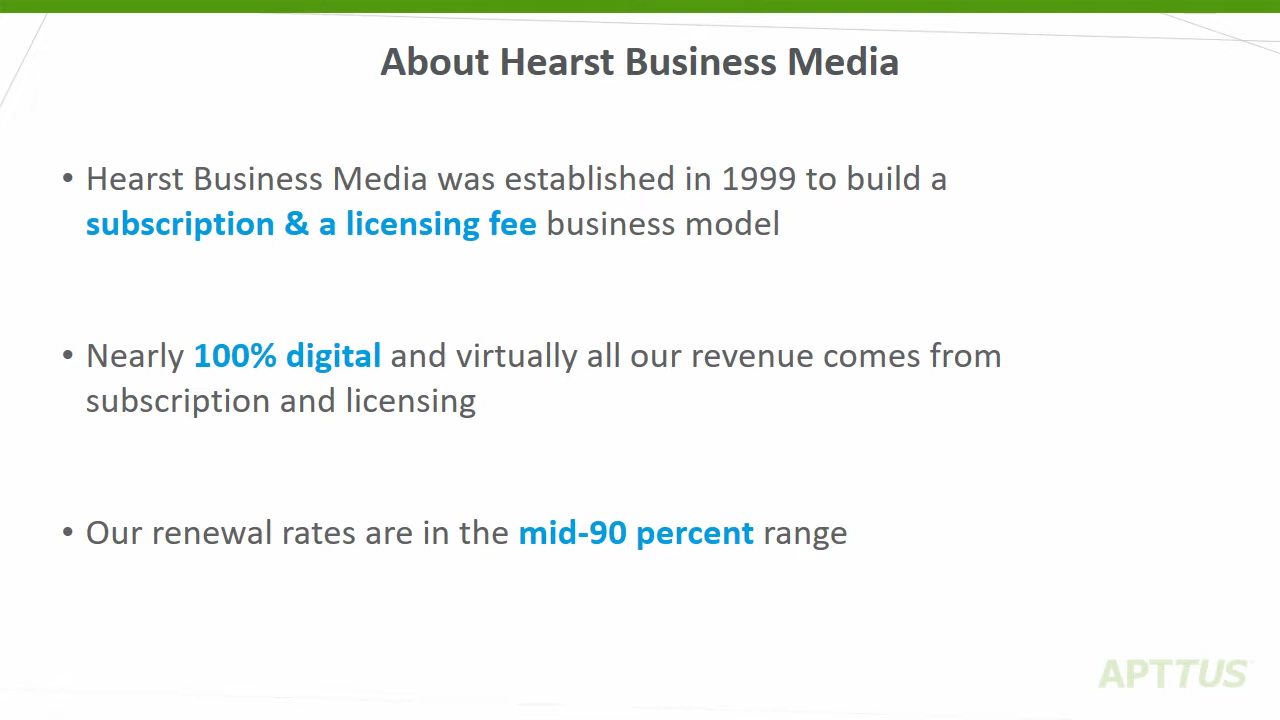 About Hearst Business Media
• Hearst Business Media was established in 1999 to build a
subscription & a licensing fee business model
• Nearly 100% digital and virtually all our revenue comes from
subscription and licensing
• Our renewal rates are in the mid-90 percent range
APTTUS